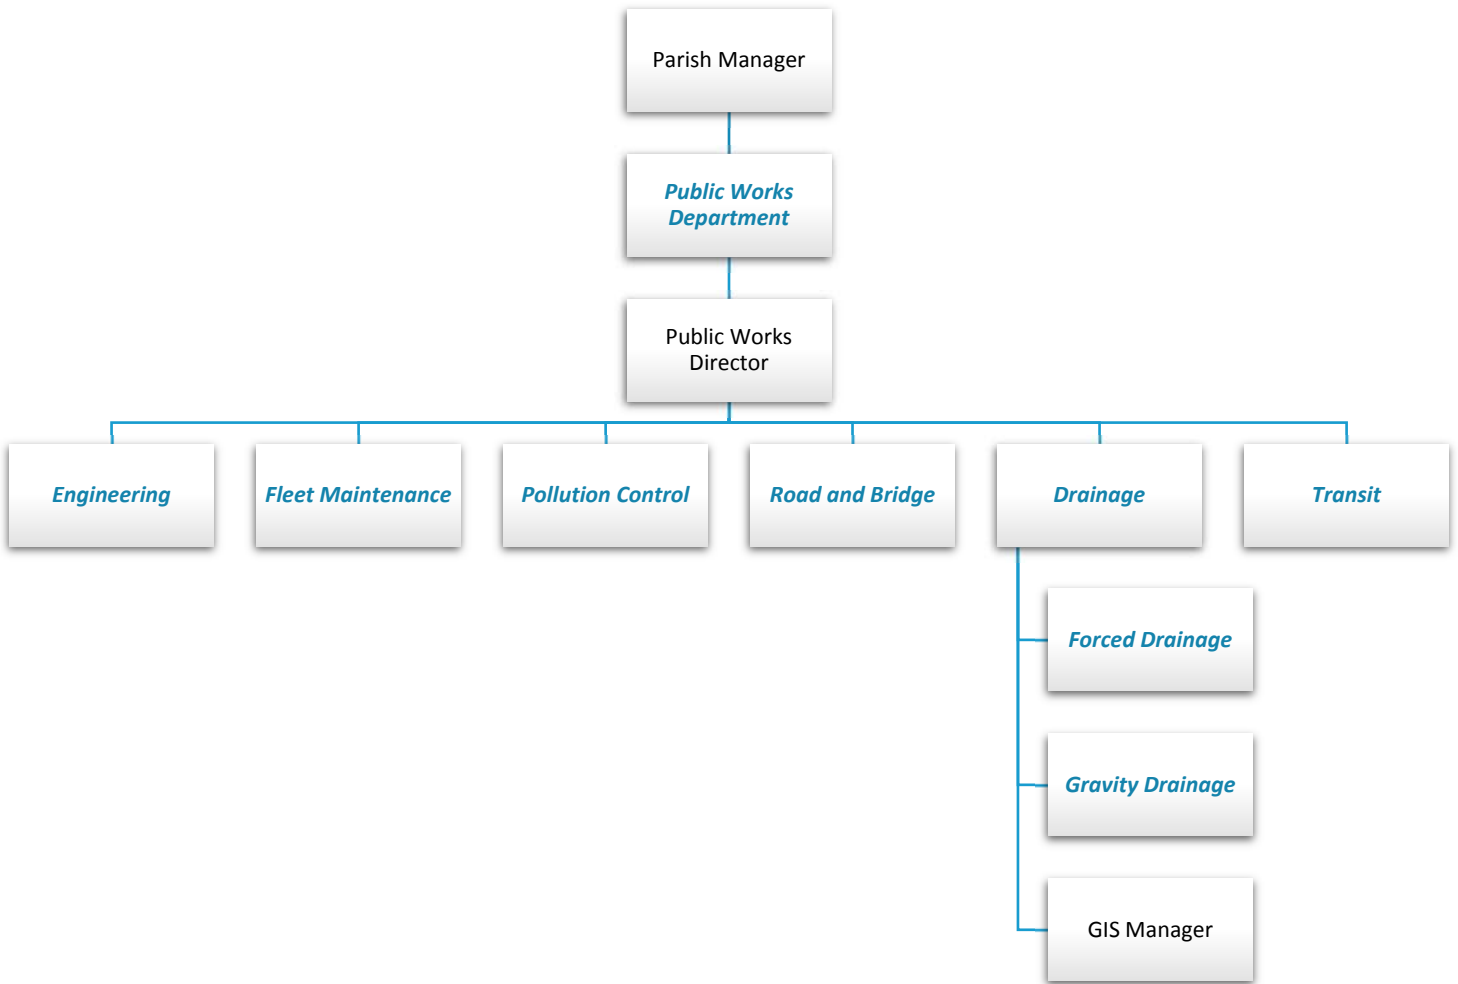 Parish Manager
Public Works
Department
Public Works
Director
Engineering
Fleet Maintenance
Pollution Control
Road and Bridge
Drainage
Transit
Forced Drainage
Gravity Drainage
GIS Manager